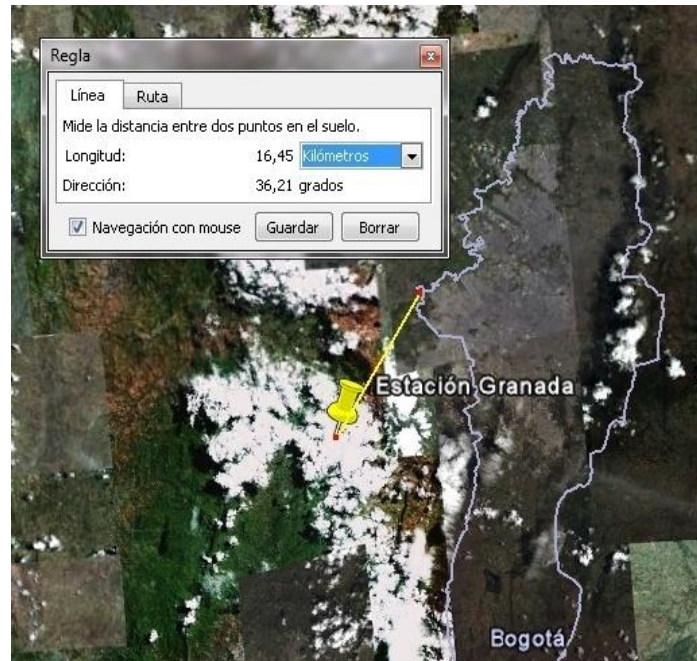 Regla
Línea Ruta
Mide la distancia entre dos puntos en el suelo.
Longitud: 16,45 Kilómetros
Dirección: 36,21 grados
Navegación con mouse Guardar Borrar
Estación Granada
Bogotá